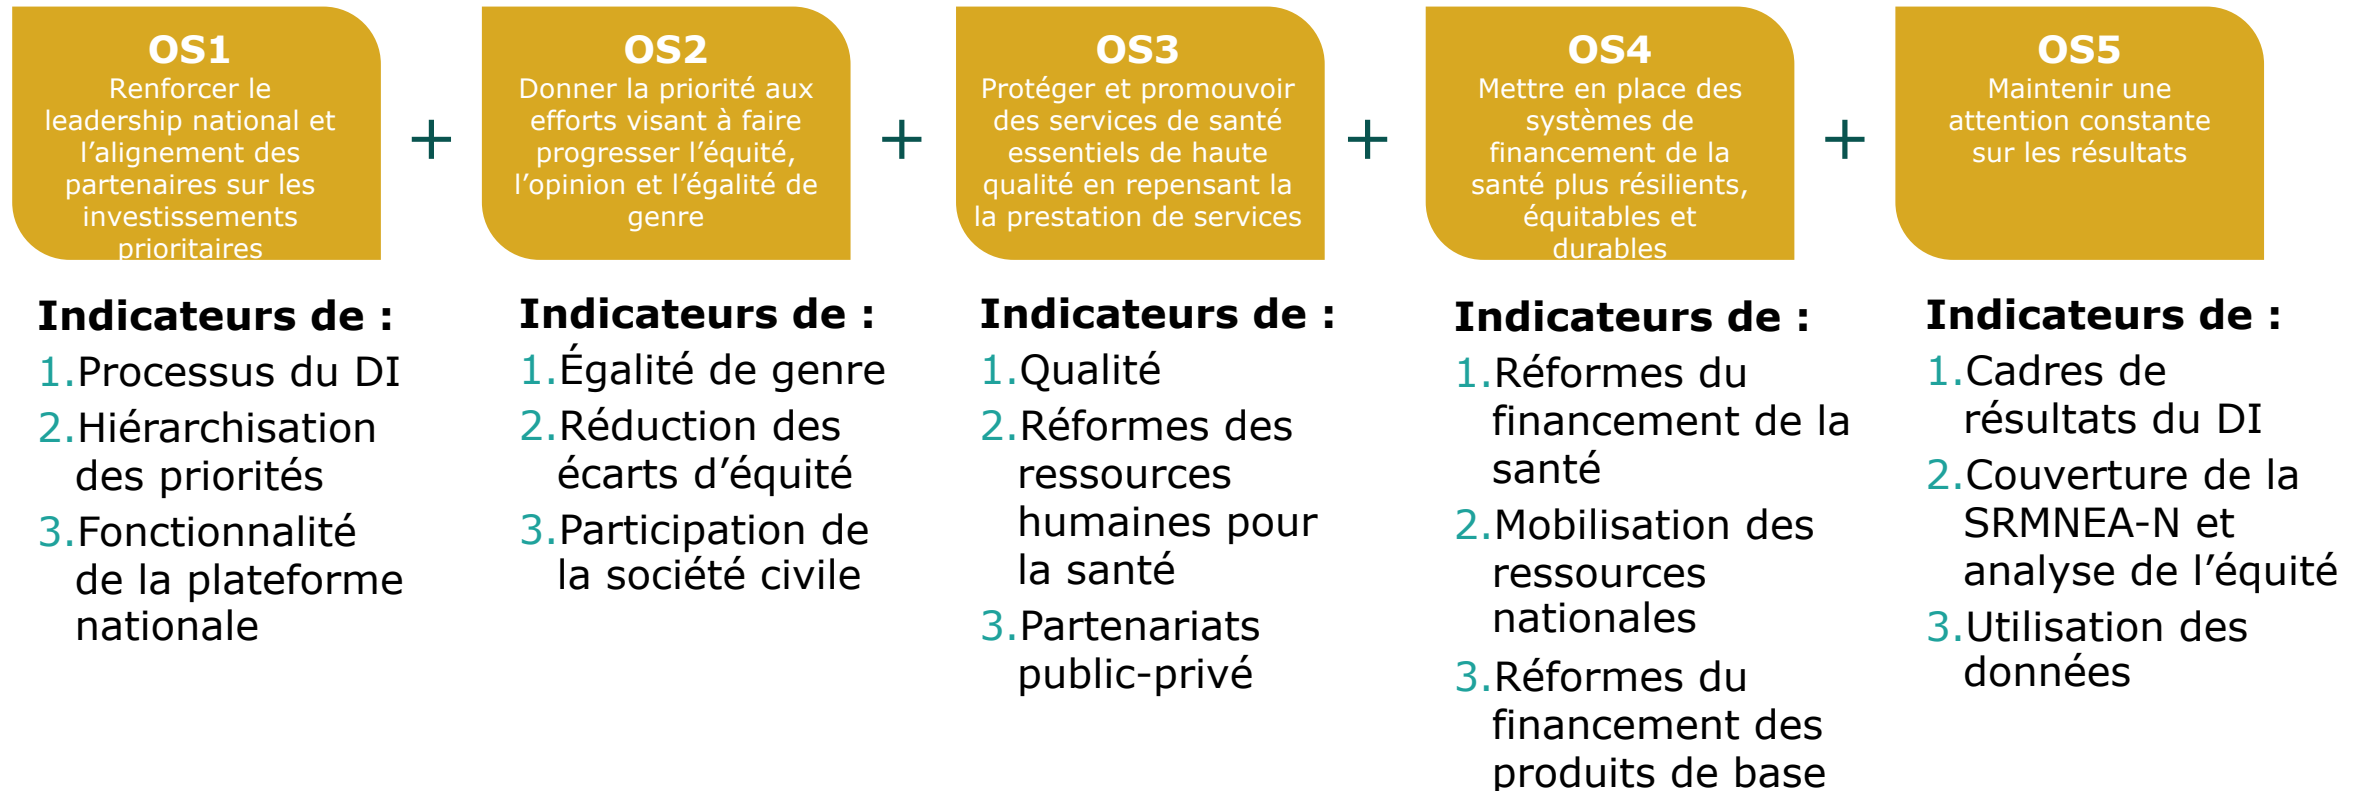 OS1
Renforcer le
leadership national et
l’alignement des
partenaires sur les
investissements
prioritaires
+
OS2
Donner la priorité aux
efforts visant à faire
progresser l’équité,
l’opinion et l’égalité de
genre
+
OS3
Protéger et promouvoir
des services de santé
essentiels de haute
qualité en repensant la
la prestation de services
+
OS4
Mettre en place des
systèmes de
financement de la
santé plus résilients,
équitables et
durables
+
OS5
Maintenir une
attention constante
sur les résultats
Indicateurs de :
1.Processus du DI
2.Hiérarchisation
des priorités
3.Fonctionnalité
de la plateforme
nationale
Indicateurs de :
1.Égalité de genre
2.Réduction des
écarts d’équité
3.Participation de
la société civile
Indicateurs de :
1.Qualité
2.Réformes des
ressources
humaines pour
la santé
3.Partenariats
public-privé
Indicateurs de :
1.Réformes du
financement de la
santé
2.Mobilisation des
ressources
nationales
3.Réformes du
financement des
produits de base
Indicateurs de :
1.Cadres de
résultats du DI
2.Couverture de la
SRMNEA-N et
analyse de l’équité
3.Utilisation des
données